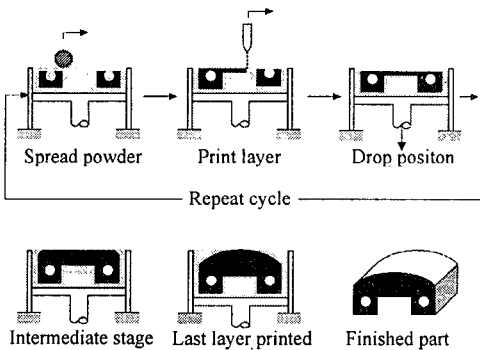 Spread powder
Print layer
Drop positon
Repeat cycle
Intermediate stage
Last layer printed
Finished part